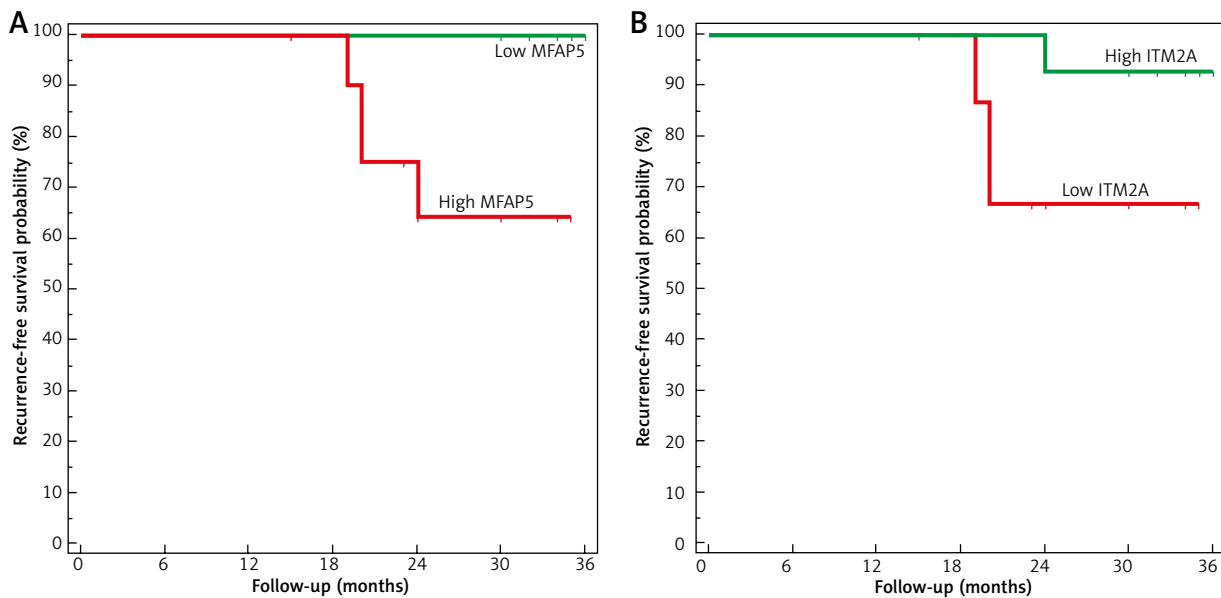 A
Recurrence-free survival probability (%)
100
90
80
70
60
50
40
30
20
10
0
Low MFAP5
High MFAP5
0 6 12 18 24 30 36
Follow-up (months)
B
Recurrence-free survival probability (%)
100
90
80
70
60
50
40
30
20
10
0
High ITM2A
Low ITM2A
0 6 12 18 24 30 36
Follow-up (months)